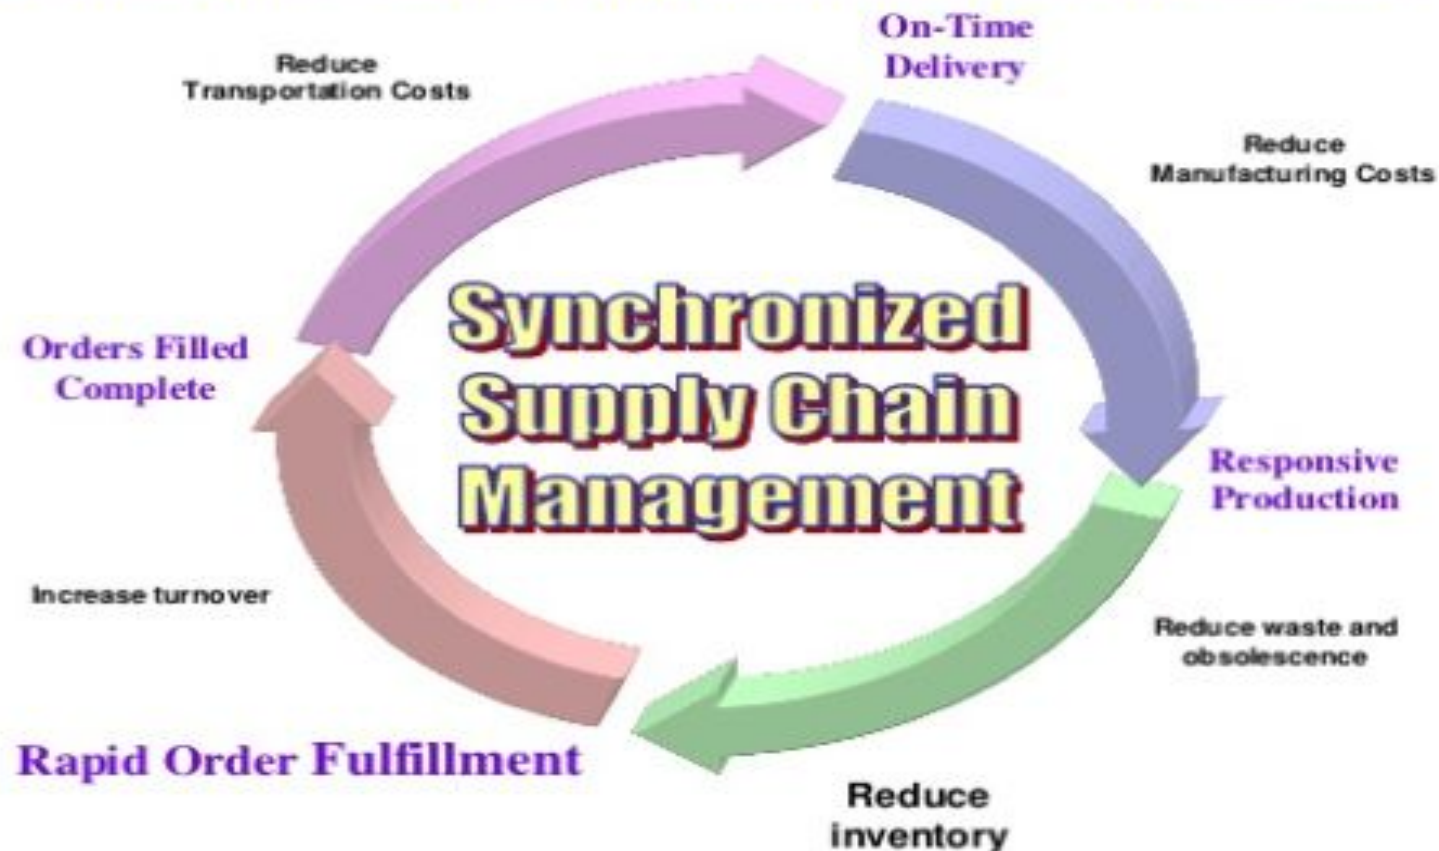 On-Time
Delivery
Reduce
Transportation Costs
Reduce
Manufacturing Costs
Synchronized
Supply Chain
Management
Orders Filled
Complete
Responsive
Production
Increase turnover
Reduce waste and
obsolescence
Rapid Order Fulfillment
Reduce
inventory